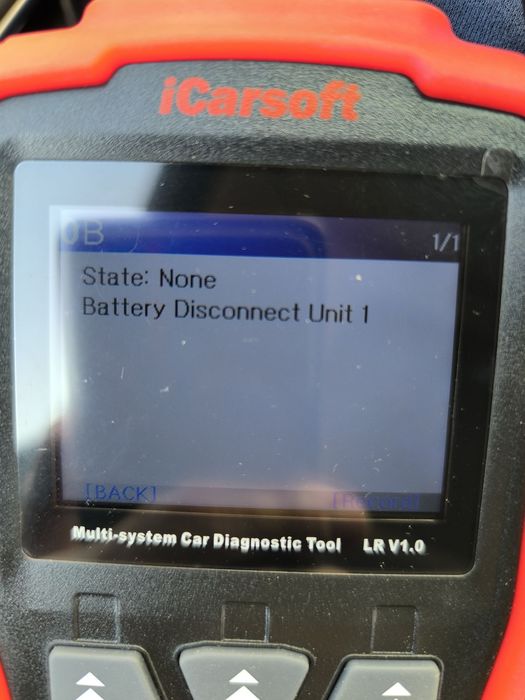 iCarsoft
0B
1/1
State: None
Battery Disconnect Unit 1
[BACK]
[Record]
Multi-system Car Diagnostic Tool LR V1.0